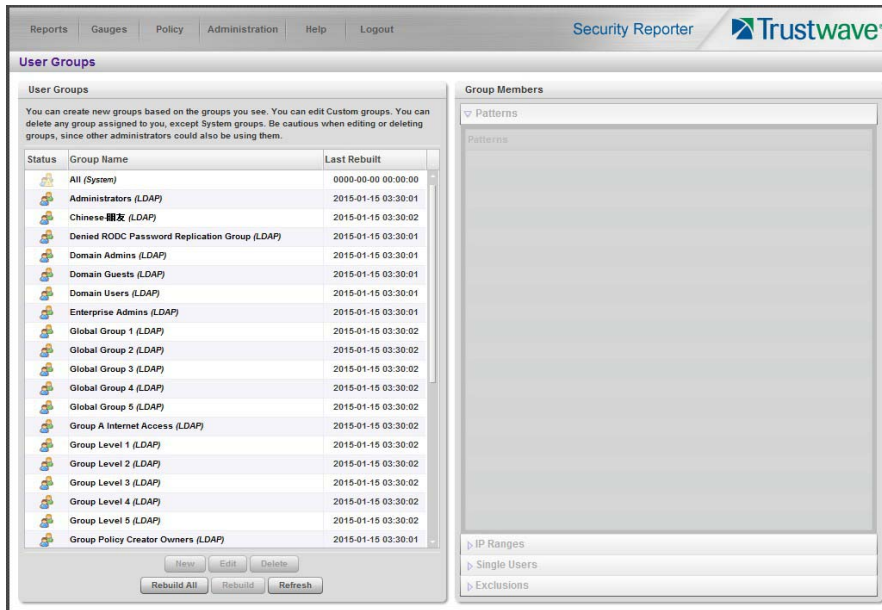 Reports Gauges Policy Administration Help Logout
Security Reporter
Trustwave
User Groups
User Groups
You can create new groups based on the groups you see. You can edit Custom groups. You can
delete any group assigned to you, except System groups. Be cautious when editing or deleting
groups, since other administrators could also be using them.
Status Group Name Last Rebuilt
All (System) 0000-00-00 00:00:00
Administrators (LDAP) 2015-01-15 03:30:01
Chinese-朋友 (LDAP) 2015-01-15 03:30:02
Denied RODC Password Replication Group (LDAP) 2015-01-15 03:30:01
Domain Admins (LDAP) 2015-01-15 03:30:01
Domain Guests (LDAP) 2015-01-15 03:30:01
Domain Users (LDAP) 2015-01-15 03:30:01
Enterprise Admins (LDAP) 2015-01-15 03:30:01
Global Group 1 (LDAP) 2015-01-15 03:30:02
Global Group 2 (LDAP) 2015-01-15 03:30:02
Global Group 3 (LDAP) 2015-01-15 03:30:02
Global Group 4 (LDAP) 2015-01-15 03:30:02
Global Group 5 (LDAP) 2015-01-15 03:30:02
Group A Internet Access (LDAP) 2015-01-15 03:30:02
Group Level 1 (LDAP) 2015-01-15 03:30:02
Group Level 2 (LDAP) 2015-01-15 03:30:02
Group Level 3 (LDAP) 2015-01-15 03:30:02
Group Level 4 (LDAP) 2015-01-15 03:30:02
Group Level 5 (LDAP) 2015-01-15 03:30:02
Group Policy Creator Owners (LDAP) 2015-01-15 03:30:01
New Edit Delete
Rebuild All Rebuild Refresh
Group Members
Patterns
Patterns
IP Ranges
Single Users
Exclusions